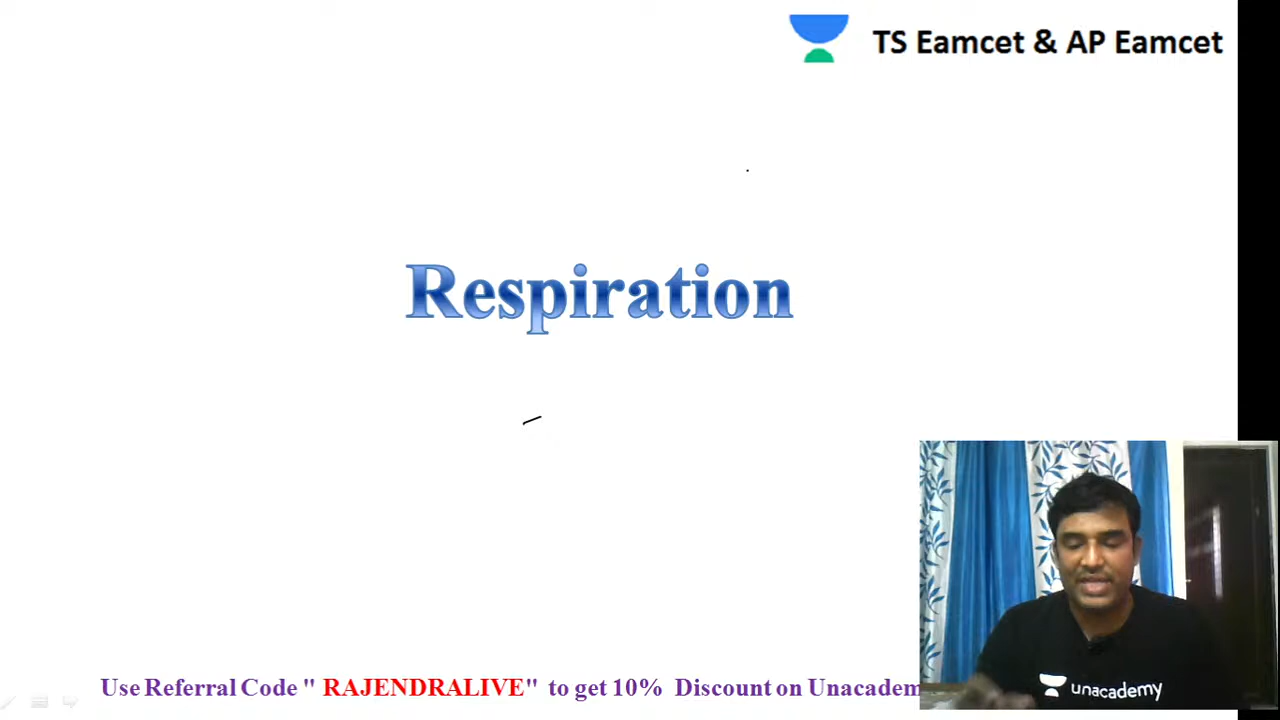 TS Eamcet & AP Eamcet
Respiration
Use Referral Code " RAJENDRALIVE" to get 10% Discount on Unacadem
unacademy